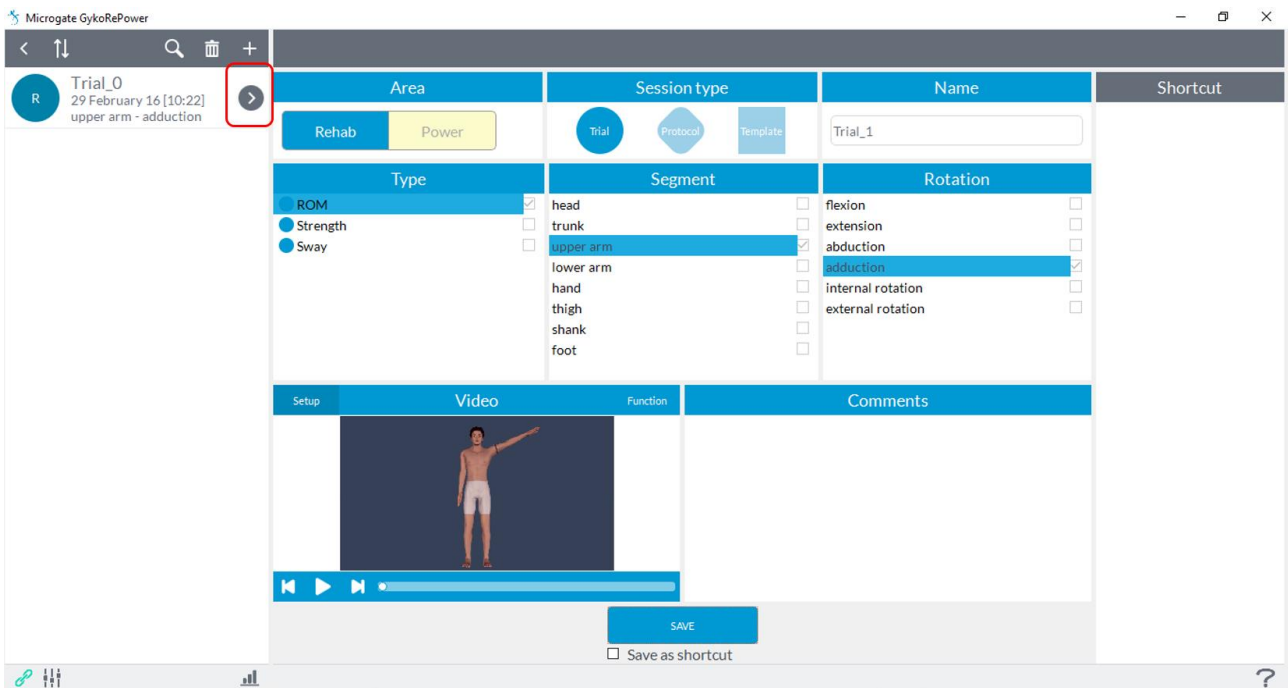 Microgate GykoRePower
R
Trial_0
29 February 16 [10:22]
upper arm - adduction
Area
Rehab
Power
Session type
Trial
Protocol
Template
Name
Trial_1
Shortcut
Type
ROM
Strength
Sway
Segment
head
trunk
upper arm
lower arm
hand
thigh
shank
foot
Rotation
flexion
extension
abduction
adduction
internal rotation
external rotation
Setup
Video
Function
Comments
SAVE
Save as shortcut
?